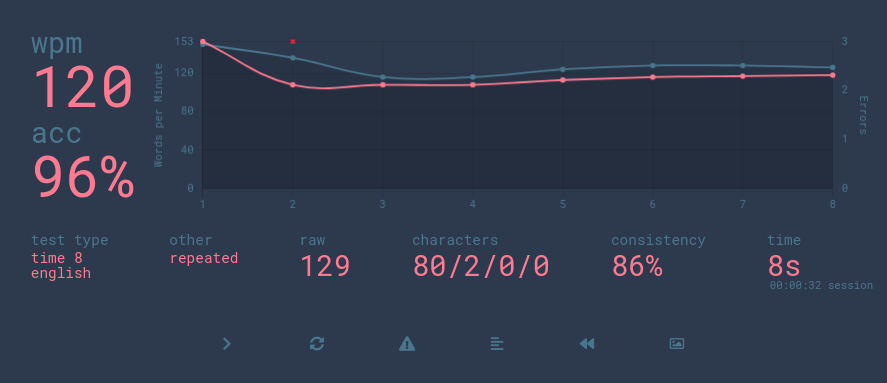 wpm
120
acc
96%
Words per Minute
153
120
80
40
0
1 2 3 4 5 6 7 8
3
2
1
0
Errors
test type
time 8
english
other
repeated
raw
129
characters
80/2/0/0
consistency
86%
time
8s
00:00:32 session